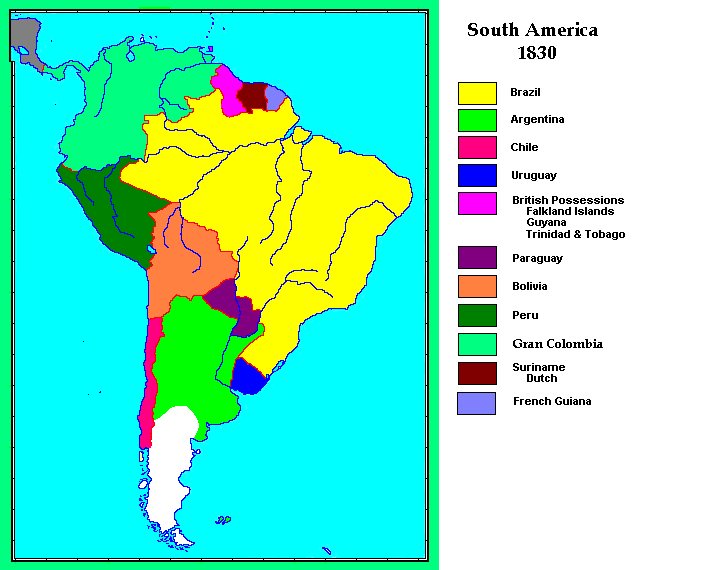 South America
1830
Brazil
Argentina
Chile
Uruguay
British Possessions
Falkland Islands
Guyana
Trinidad & Tobago
Paraguay
Bolivia
Peru
Gran Colombia
Suriname
Dutch
French Guiana